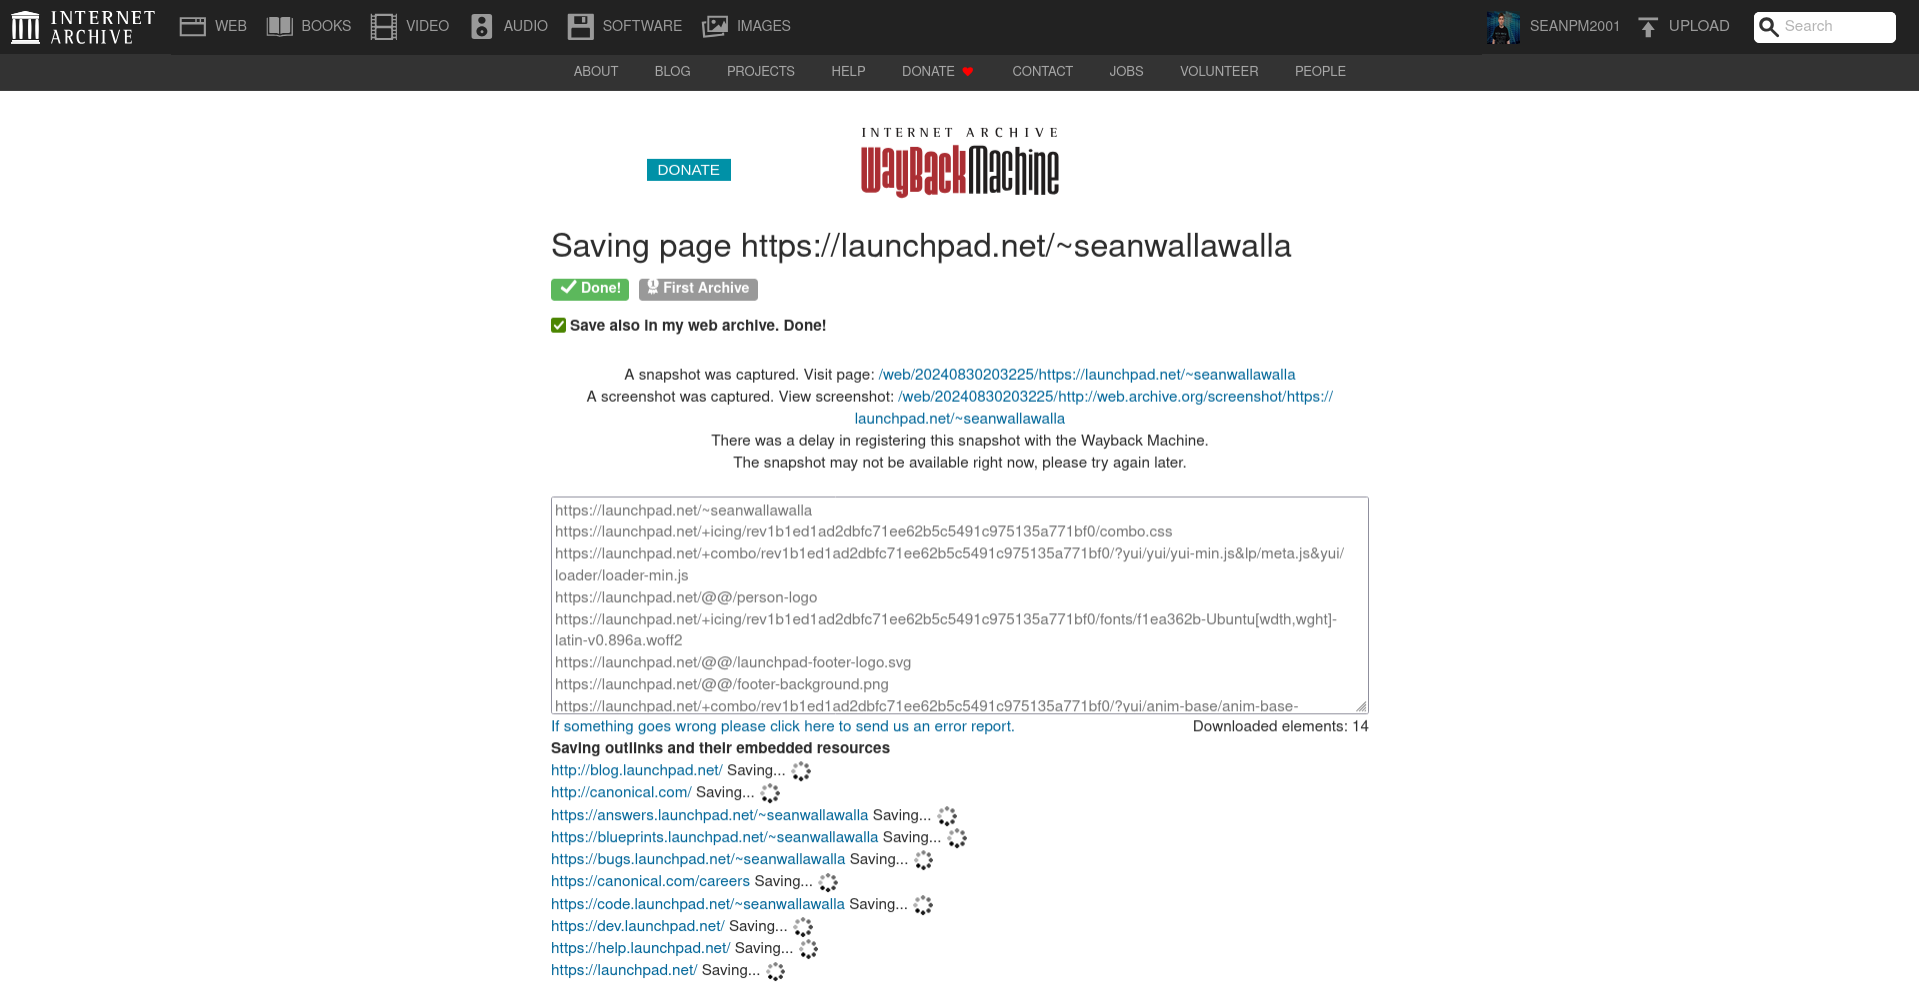 INTERNET ARCHIVE
WEB BOOKS VIDEO AUDIO SOFTWARE IMAGES SEANPM2001 UPLOAD Search
ABOUT BLOG PROJECTS HELP DONATE CONTACT JOBS VOLUNTEER PEOPLE
INTERNET ARCHIVE
DONATE
WayBackMachine
Saving page https://launchpad.net/~seanwallawalla
Done! First Archive
Save also in my web archive. Done!
A snapshot was captured. Visit page: /web/20240830203225/https://launchpad.net/~seanwallawalla
A screenshot was captured. View screenshot: /web/20240830203225/http://web.archive.org/screenshot/https://
launchpad.net/~seanwallawalla
There was a delay in registering this snapshot with the Wayback Machine.
The snapshot may not be available right now, please try again later.
https://launchpad.net/~seanwallawalla
https://launchpad.net/+icing/rev1b1ed1ad2dbfc71ee62b5c5491c975135a771bf0/combo.css
https://launchpad.net/+combo/rev1b1ed1ad2dbfc71ee62b5c5491c975135a771bf0/?yui/yui/yui-min.js&lp/meta.js&yui/
loader/loader-min.js
https://launchpad.net/@@/person-logo
https://launchpad.net/+icing/rev1b1ed1ad2dbfc71ee62b5c5491c975135a771bf0/fonts/f1ea362b-Ubuntu[wdth,wght]-
latin-v0.896a.woff2
https://launchpad.net/@@/launchpad-footer-logo.svg
https://launchpad.net/@@/footer-background.png
https://launchpad.net/+combo/rev1b1ed1ad2dbfc71ee62b5c5491c975135a771bf0/?yui/anim-base/anim-base-
If something goes wrong please click here to send us an error report. Downloaded elements: 14
Saving outlinks and their embedded resources
http://blog.launchpad.net/ Saving...
http://canonical.com/ Saving...
https://answers.launchpad.net/~seanwallawalla Saving...
https://blueprints.launchpad.net/~seanwallawalla Saving...
https://bugs.launchpad.net/~seanwallawalla Saving...
https://canonical.com/careers Saving...
https://code.launchpad.net/~seanwallawalla Saving...
https://dev.launchpad.net/ Saving...
https://help.launchpad.net/ Saving...
https://launchpad.net/ Saving...